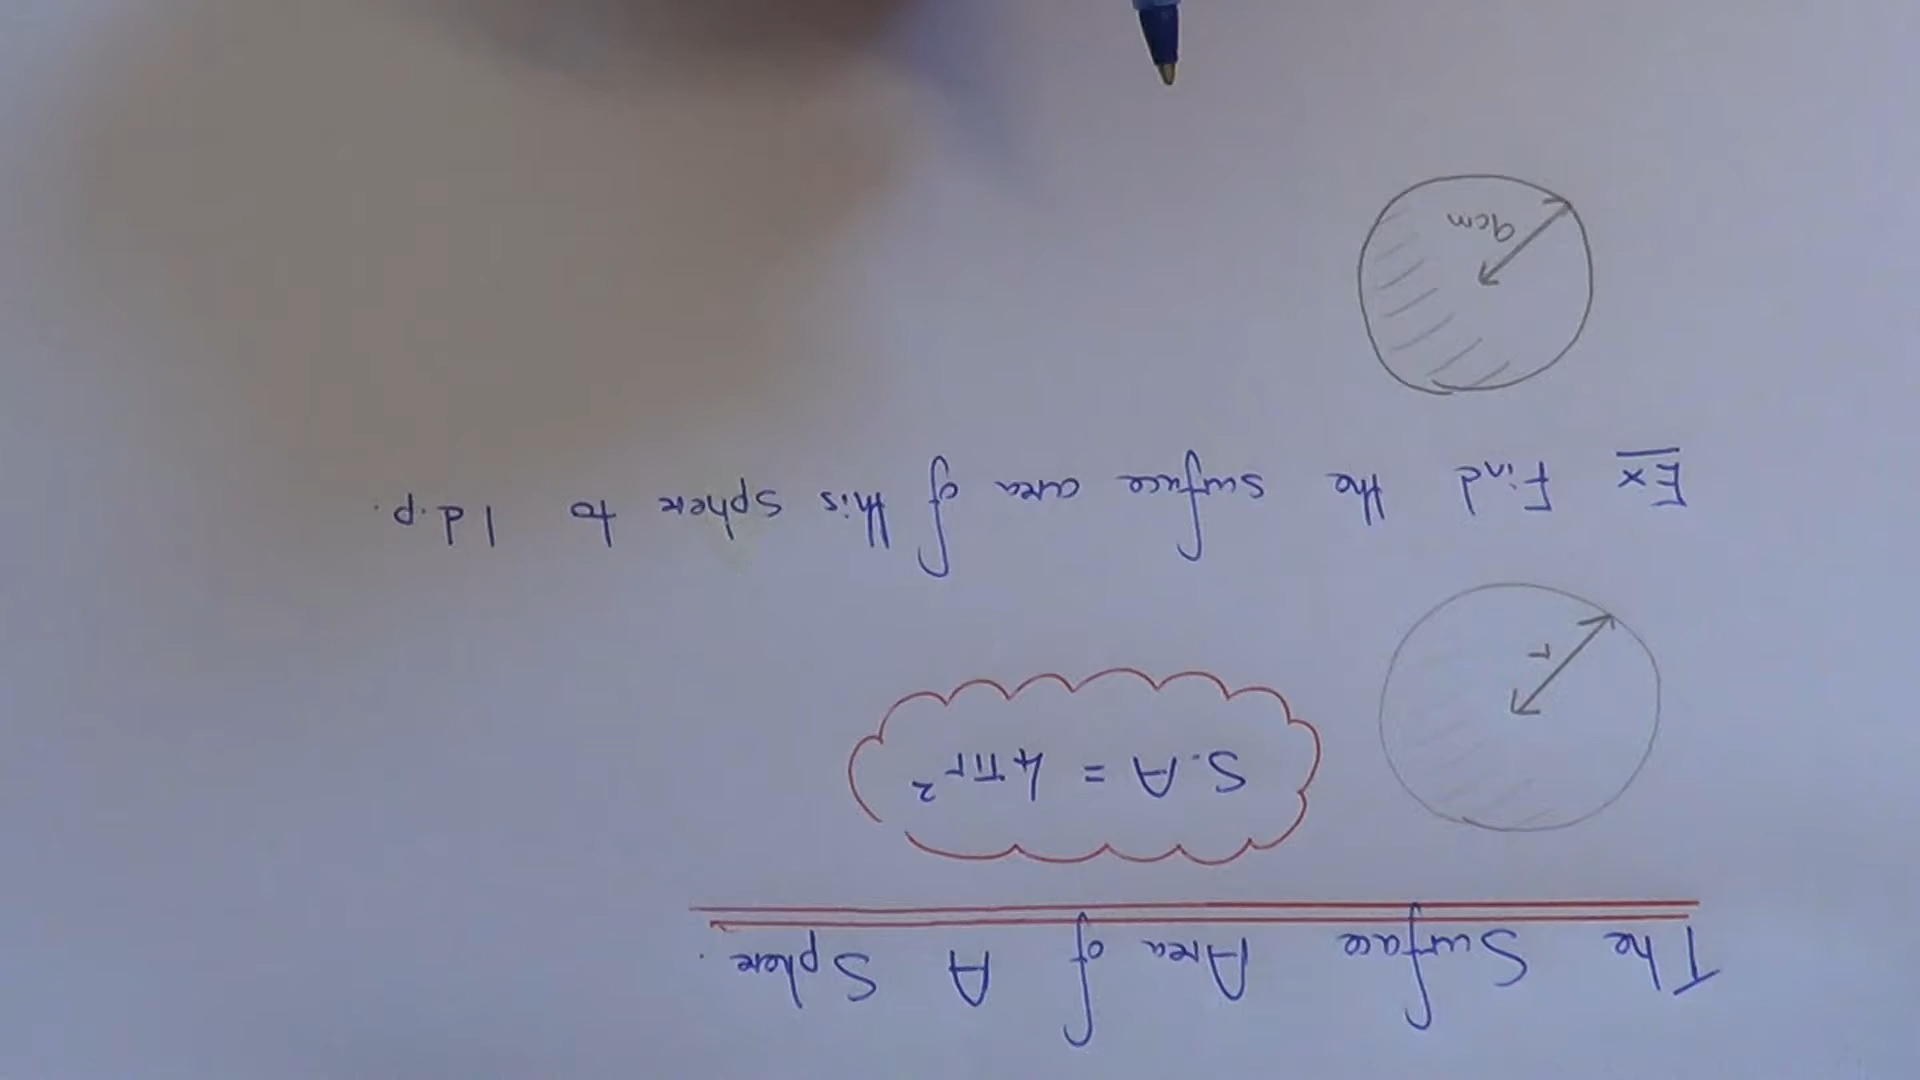 The Surface Area of A Sphere.
r
S.A = 4πr²
Ex Find the surface area of this sphere to 1 d.p.
9cm